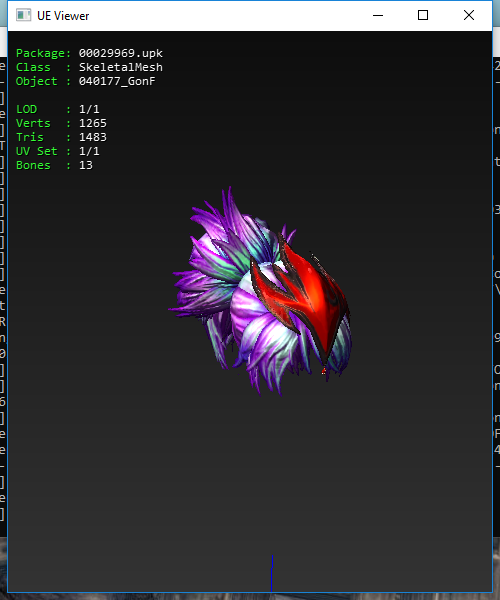 UE Viewer
Package: 00029969.upk
Class : SkeletalMesh
Object : 040177_GonF
LOD : 1/1
Verts : 1265
Tris : 1483
UV Set : 1/1
Bones : 13